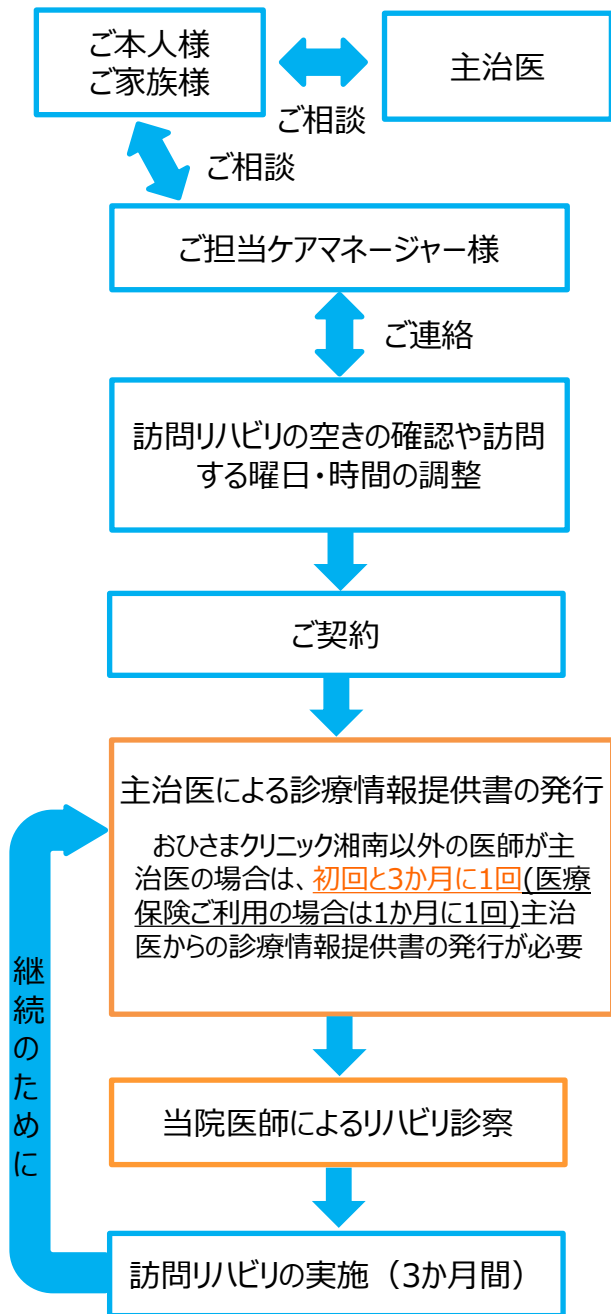 ご本人様
ご家族様
主治医
ご相談
ご相談
ご担当ケアマネージャー様
ご連絡
訪問リハビリの空きの確認や訪問
する曜日・時間の調整
ご契約
主治医による診療情報提供書の発行
おひさまクリニック湘南以外の医師が主
治医の場合は、初回と3か月に1回(医療
保険ご利用の場合は1か月に1回)主治
医からの診療情報提供書の発行が必要
継続のために
当院医師によるリハビリ診察
訪問リハビリの実施（3か月間）